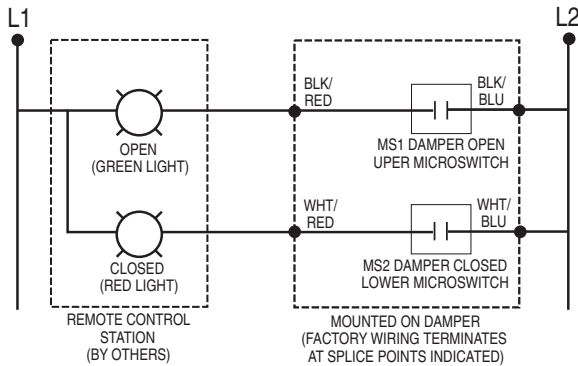 L1
L2
BLK/
RED
BLK/
BLU
OPEN
(GREEN LIGHT)
MS1 DAMPER OPEN
UPER MICROSWITCH
WHT/
RED
WHT/
BLU
CLOSED
(RED LIGHT)
MS2 DAMPER CLOSED
LOWER MICROSWITCH
REMOTE CONTROL
STATION
(BY OTHERS)
MOUNTED ON DAMPER
(FACTORY WIRING TERMINATES
AT SPLICE POINTS INDICATED)